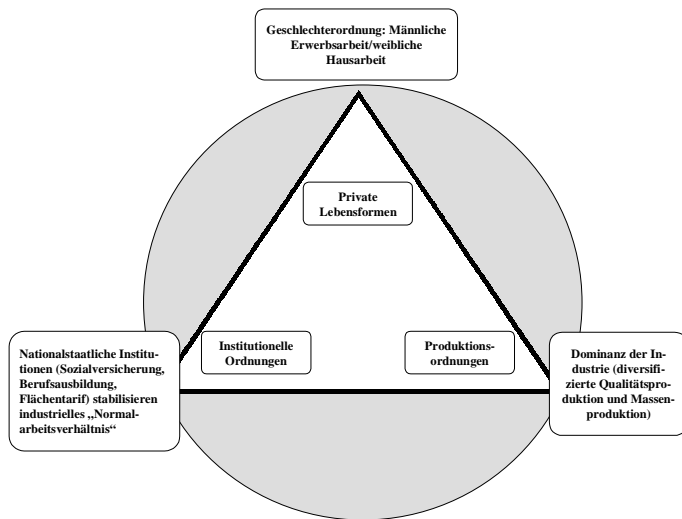 Geschlechterordnung: Männliche
Erwerbsarbeit/weibliche
Hausarbeit
Private
Lebensformen
Institutionelle
Ordnungen
Produktions-
ordnungen
Nationalstaatliche Institu-
tionen (Sozialversicherung,
Berufsausbildung,
Flächentarif) stabilisieren
industrielles „Normal-
arbeitsverhältnis“
Dominanz der In-
dustrie (diversifi-
zierte Qualitätspro-
duktion und Massen-
produktion)